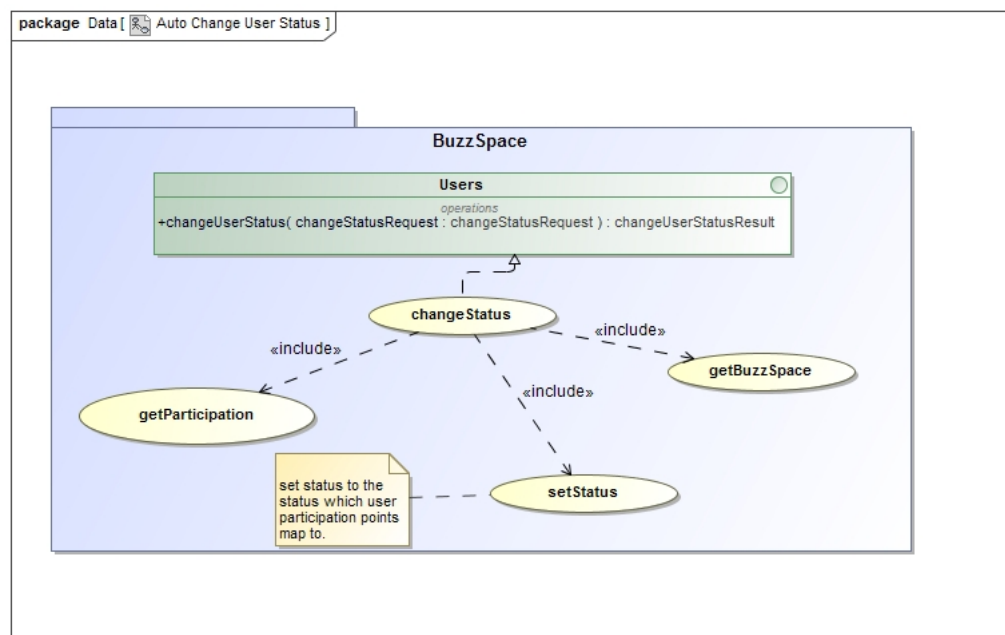 package Data [ Auto Change User Status ]
BuzzSpace
Users
operations
+changeUserStatus( changeStatusRequest : changeStatusRequest ) : changeUserStatusResult
changeStatus
«include»
«include»
getBuzzSpace
«include»
getParticipation
set status to the
status which user
participation points
map to.
setStatus